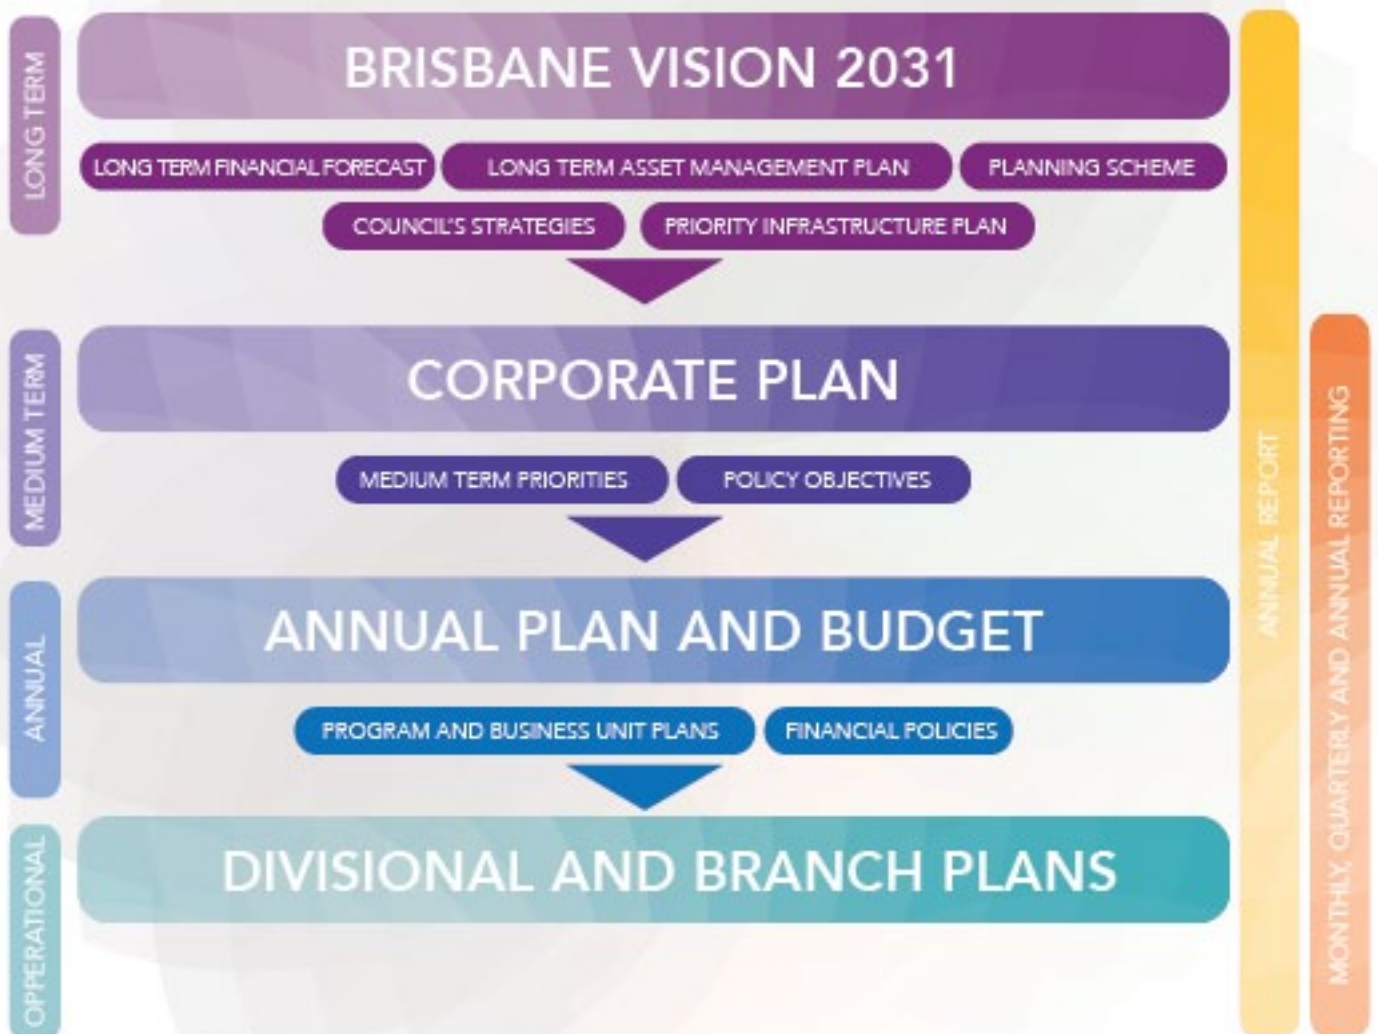 LONG TERM
BRISBANE VISION 2031
LONG TERM FINANCIAL FORECAST
LONG TERM ASSET MANAGEMENT PLAN
PLANNING SCHEME
COUNCIL'S STRATEGIES
PRIORITY INFRASTRUCTURE PLAN
MEDIUM TERM
CORPORATE PLAN
MEDIUM TERM PRIORITIES
POLICY OBJECTIVES
ANNUAL
ANNUAL PLAN AND BUDGET
PROGRAM AND BUSINESS UNIT PLANS
FINANCIAL POLICIES
OPPERATIONAL
DIVISIONAL AND BRANCH PLANS
ANNUAL REPORT
MONTHLY, QUARTERLY AND ANNUAL REPORTING